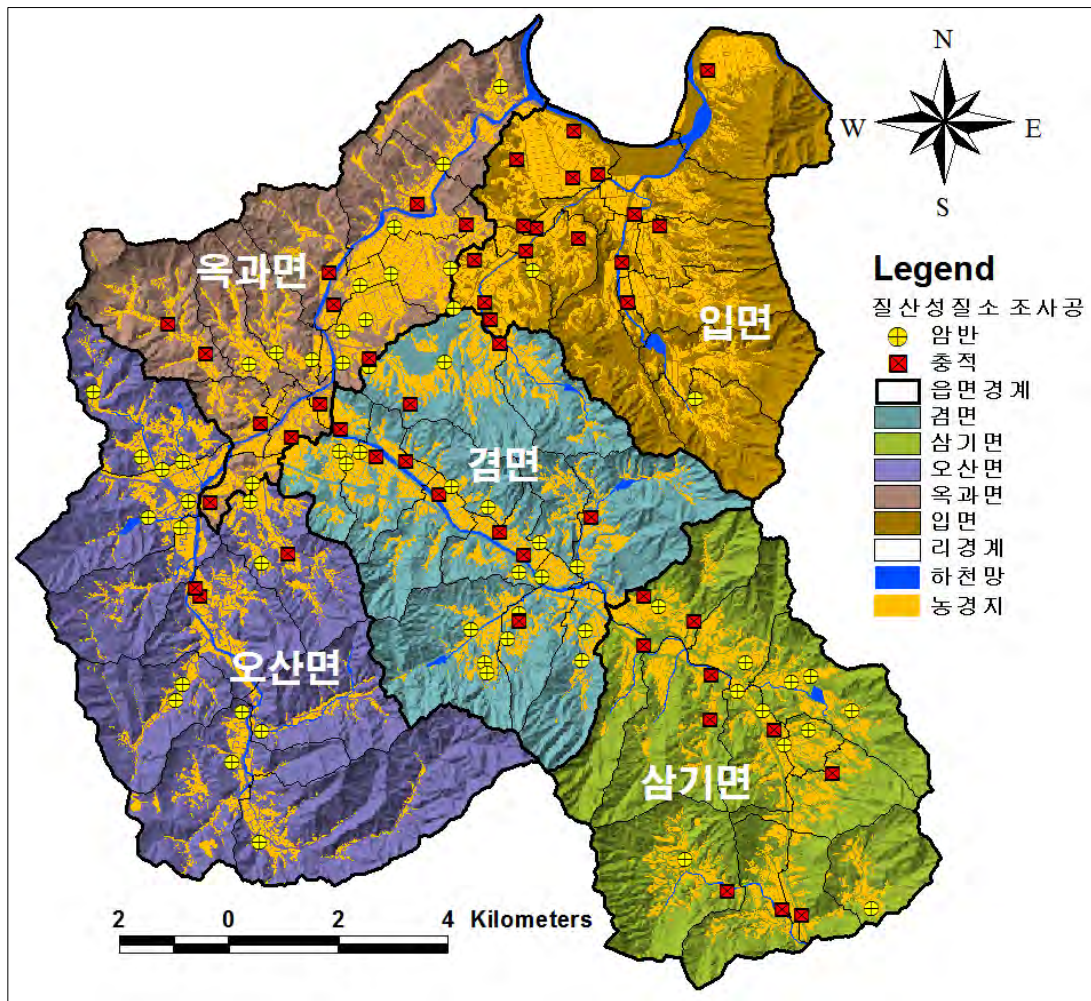 N
W E
S
옥과면
입면
겸면
오산면
삼기면
Legend
질산성질소 조사공
암반
충적
읍면경계
겸면
삼기면
오산면
옥과면
입면
리경계
하천망
농경지
2 0 2 4 Kilometers